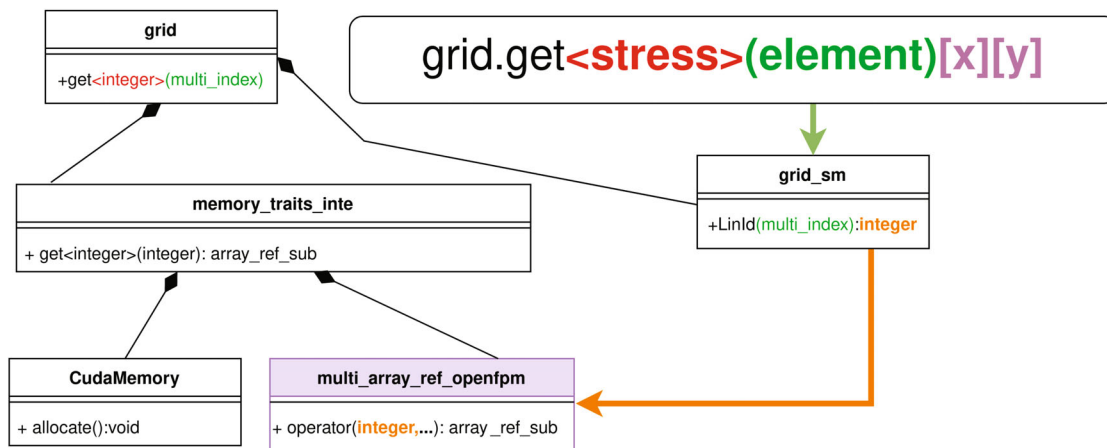 grid
+get<integer>(multi_index)
grid.get<stress>(element)[x][y]
grid_sm
+LinId(multi_index):integer
memory_traits_inte
+ get<integer>(integer): array_ref_sub
CudaMemory
+ allocate():void
multi_array_ref_openfpm
+ operator(integer,...): array_ref_sub